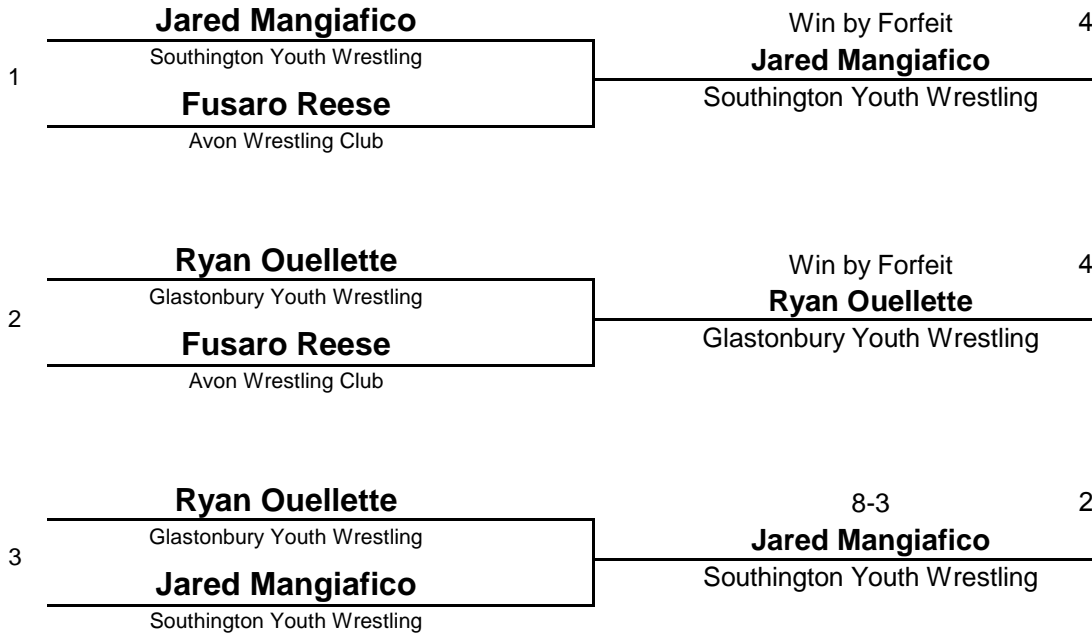 Jared Mangiafico
Southington Youth Wrestling
1
Fusaro Reese
Avon Wrestling Club
Win by Forfeit 4
Jared Mangiafico
Southington Youth Wrestling
Ryan Ouellette
Glastonbury Youth Wrestling
2
Fusaro Reese
Avon Wrestling Club
Win by Forfeit 4
Ryan Ouellette
Glastonbury Youth Wrestling
Ryan Ouellette
Glastonbury Youth Wrestling
3
Jared Mangiafico
Southington Youth Wrestling
8-3 2
Jared Mangiafico
Southington Youth Wrestling